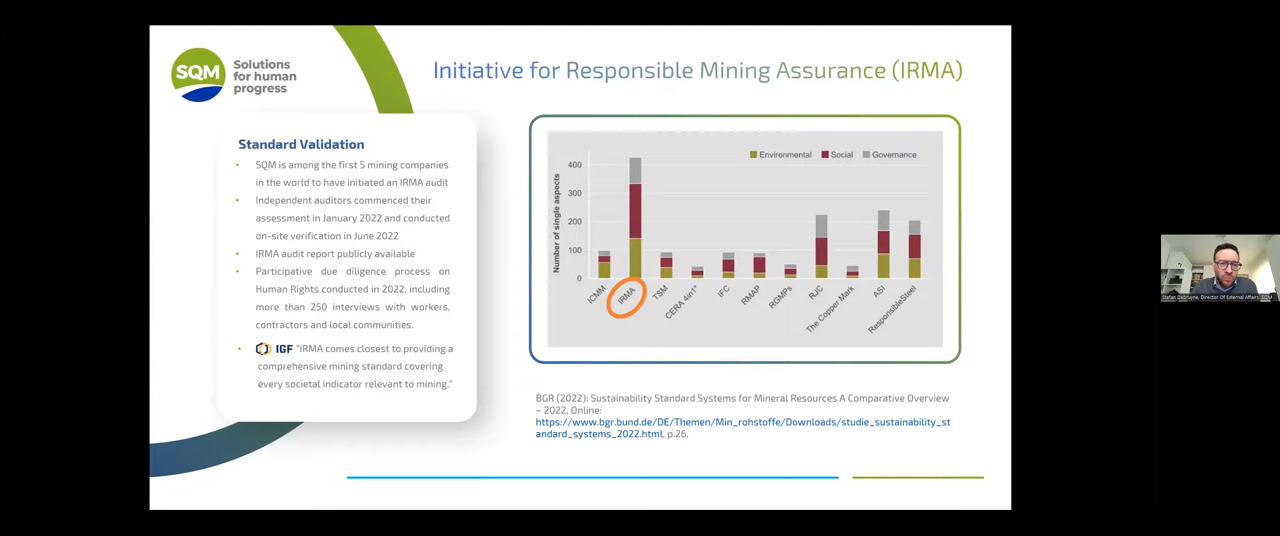 SQM
Solutions
for human
progress
Initiative for Responsible Mining Assurance (IRMA)
Standard Validation
• SQM is among the first 5 mining companies
in the world to have initiated an IRMA audit
• Independent auditors commenced their
assessment in January 2022 and conducted
on-site verification in June 2022
• IRMA audit report publicly available
• Participative due diligence process on
Human Rights conducted in 2022, including
more than 250 interviews with workers,
contractors and local communities.
• IGF “IRMA comes closest to providing a
comprehensive mining standard covering
every societal indicator relevant to mining.”
Environmental Social Governance
Number of single aspects
400
300
200
100
0
ICMM
IRMA
TSM
CERA 4in1*
IFC
RMAP
RGMPs
RJC
The Copper Mark
ASI
ResponsibleSteel
BGR (2022): Sustainability Standard Systems for Mineral Resources A Comparative Overview
– 2022, Online:
https://www.bgr.bund.de/DE/Themen/Min_rohstoffe/Downloads/studie_sustainability_st
andard_systems_2022.html, p.26.
Stefan Debruyne, Director Of External Affairs, SQM